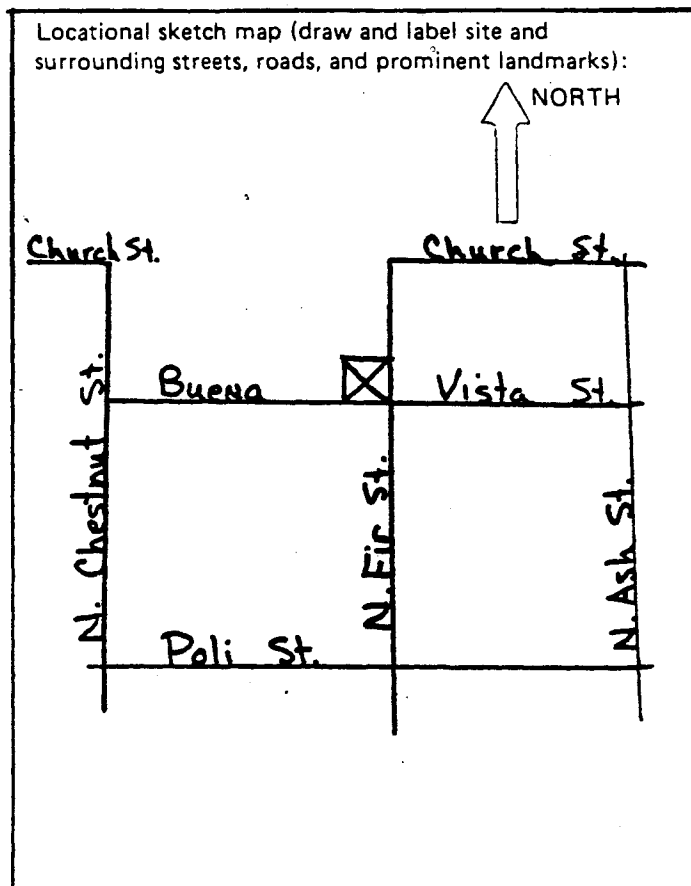 Locational sketch map (draw and label site and
surrounding streets, roads, and prominent landmarks):
NORTH
Church St.
Church St.
Buena Vista St.
N. Chestnut St.
N. Fir St.
N. Ash St.
Poli St.